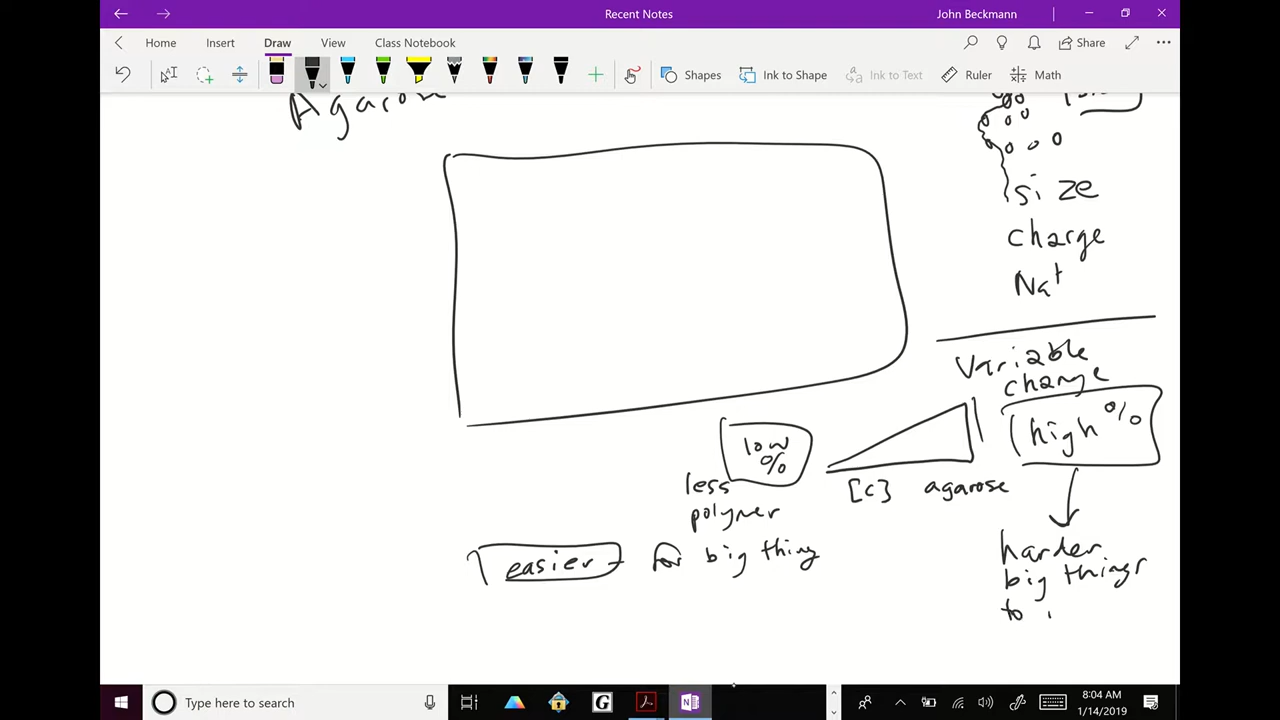 Recent Notes
John Beckmann
Home Insert Draw View Class Notebook
Share
Shapes
Ink to Shape
Ink to Text
Ruler
Math
size
charge
Na+
Variable
change
low
%
high %
less
polymer
[c] agarose
easier for big thing
harder
big things
to
Type here to search
8:04 AM
1/14/2019